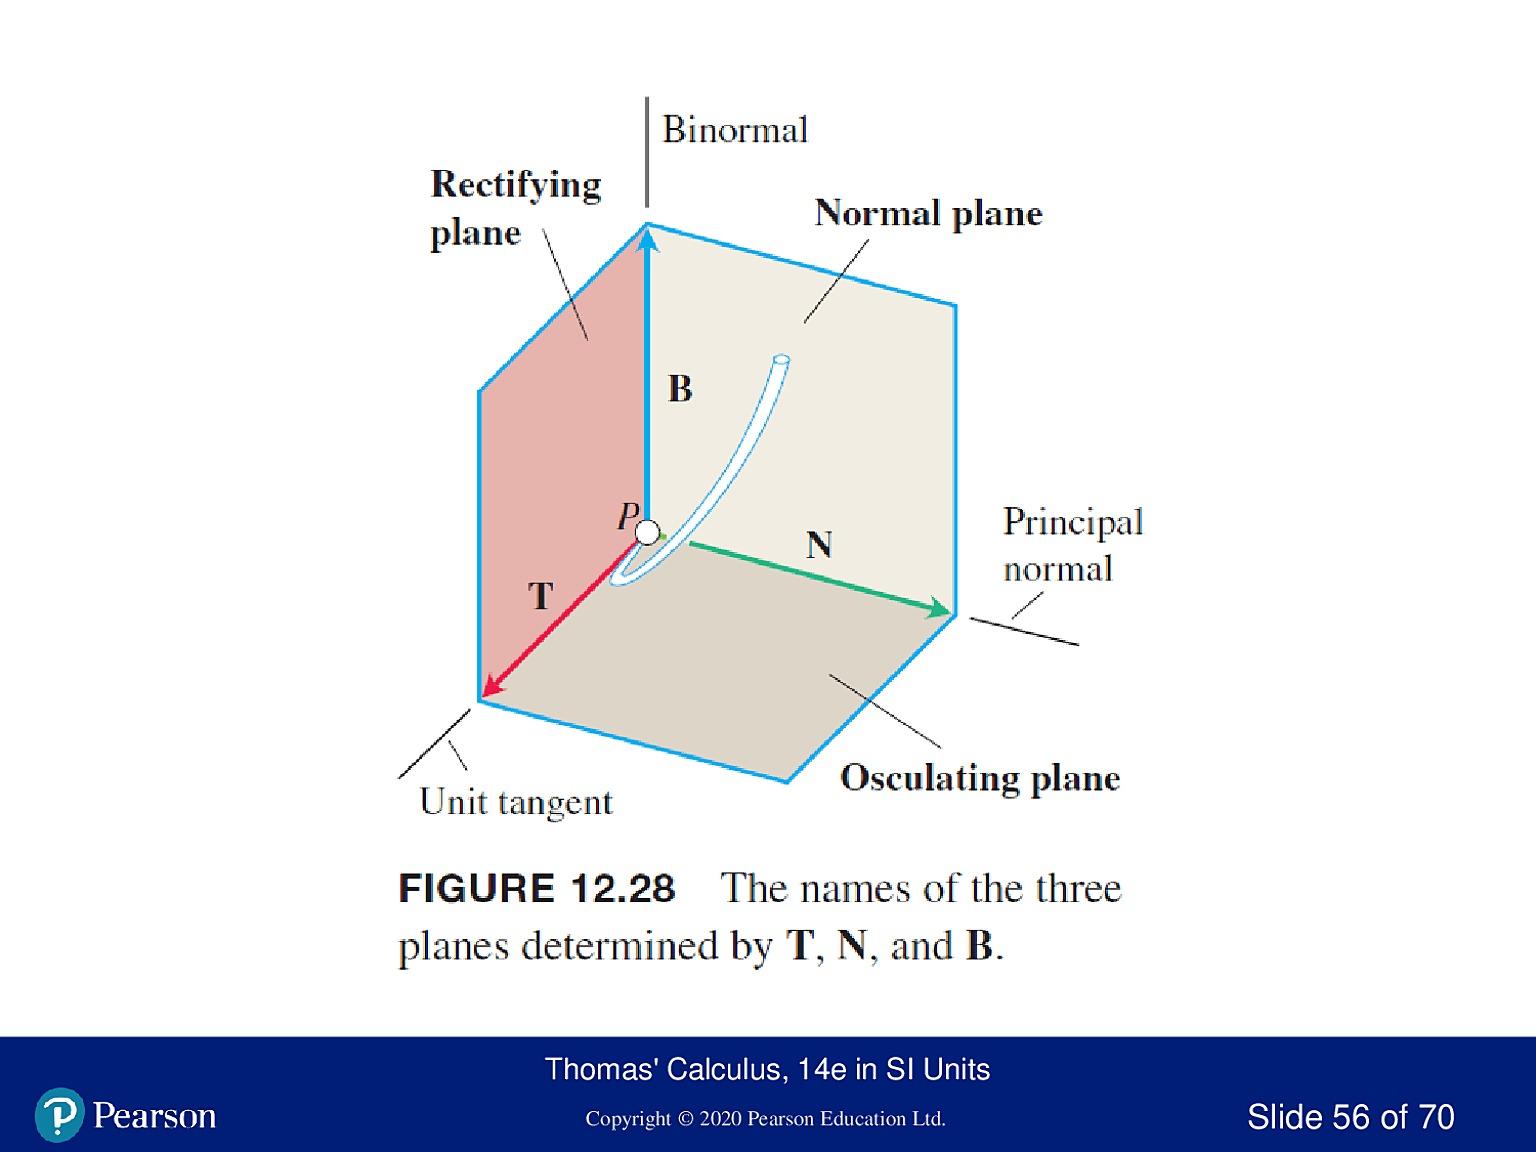 Binormal
Rectifying
plane
Normal plane
B
P
N
Principal
normal
T
Osculating plane
Unit tangent
FIGURE 12.28 The names of the three
planes determined by T, N, and B.
Thomas' Calculus, 14e in SI Units
P Pearson
Copyright © 2020 Pearson Education Ltd.
Slide 56 of 70